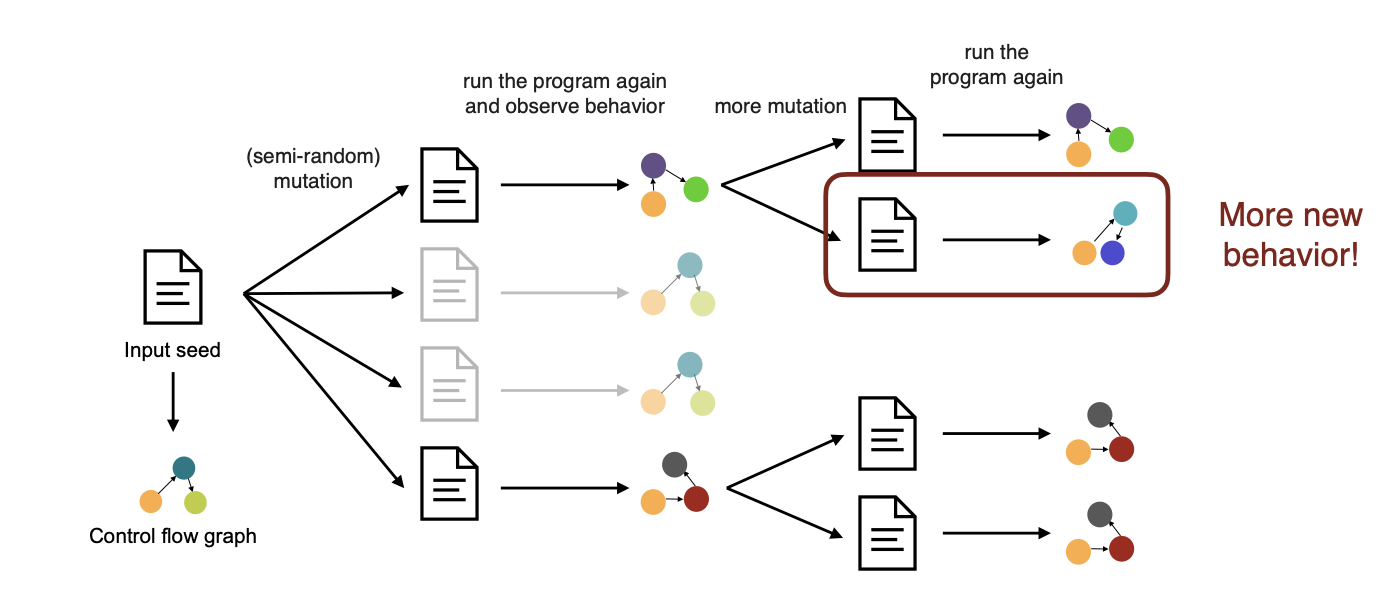 run the
program again
run the program again
and observe behavior
more mutation
(semi-random)
mutation
More new
behavior!
Input seed
Control flow graph